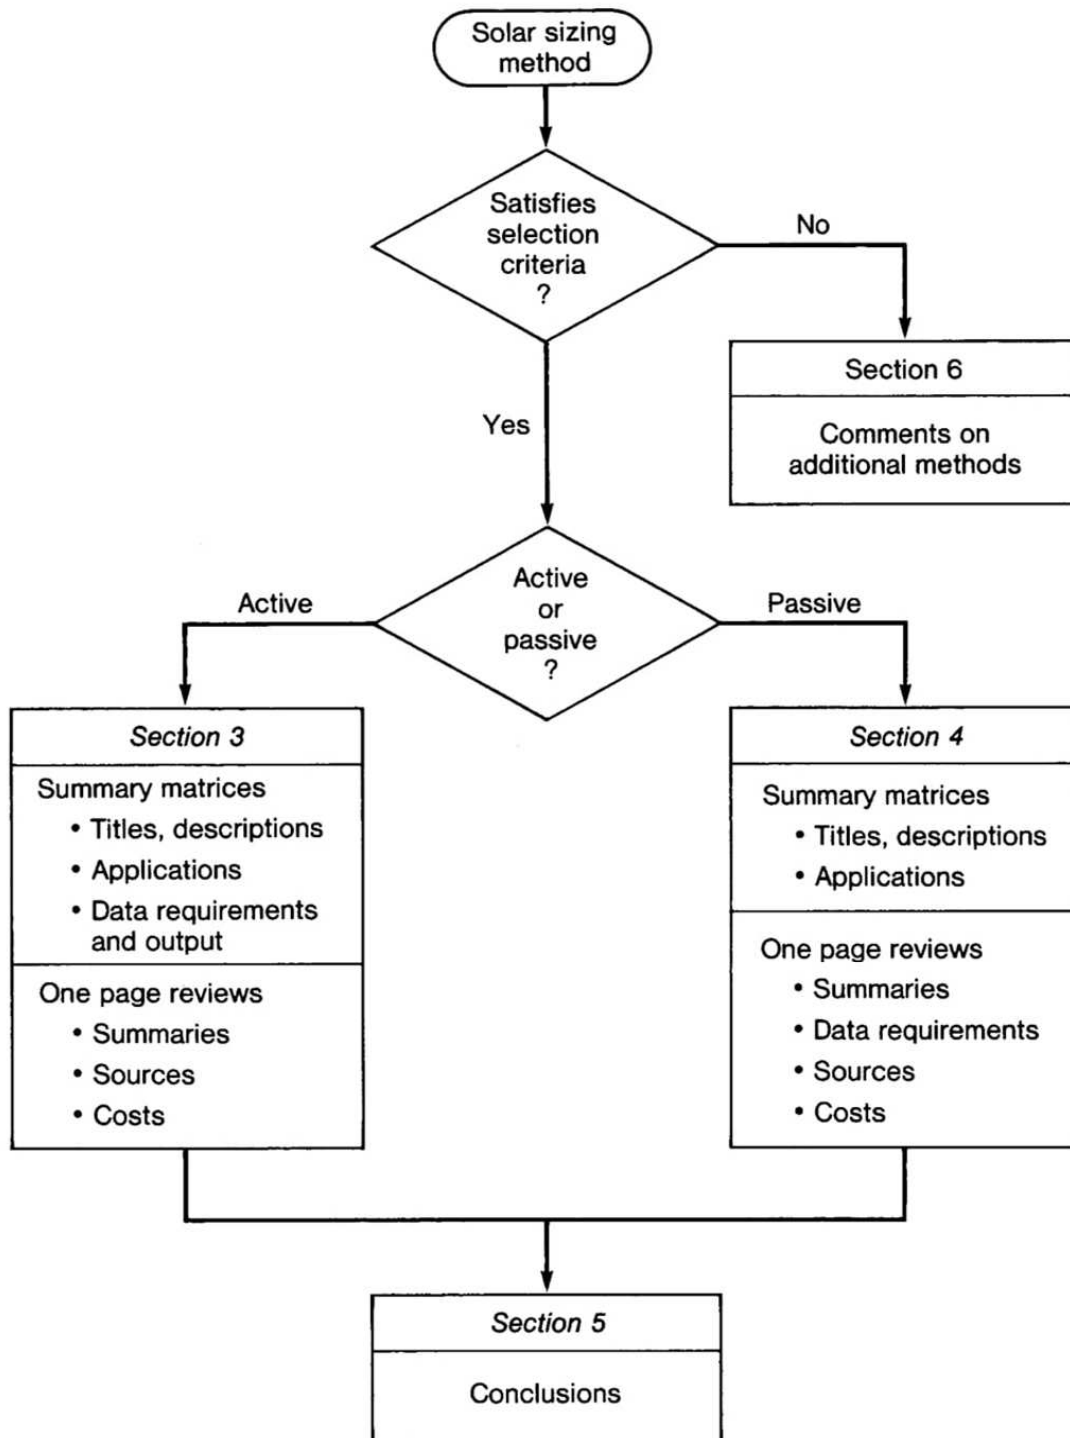 Solar sizing
method
Satisfies
selection
criteria
?
No
Section 6
Comments on
additional methods
Yes
Active
or
passive
?
Active
Passive
Section 3
Summary matrices
• Titles, descriptions
• Applications
• Data requirements
and output
One page reviews
• Summaries
• Sources
• Costs
Section 4
Summary matrices
• Titles, descriptions
• Applications
One page reviews
• Summaries
• Data requirements
• Sources
• Costs
Section 5
Conclusions